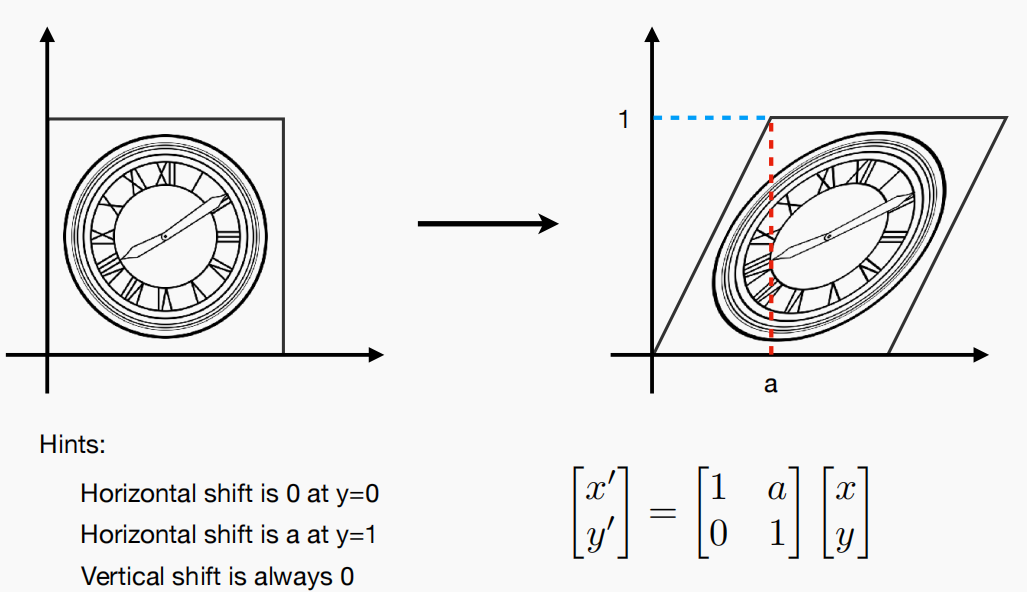 1
a
Hints:
Horizontal shift is 0 at y=0
Horizontal shift is a at y=1
Vertical shift is always 0
[x′ y′] = [1 a 0 1] [x y]